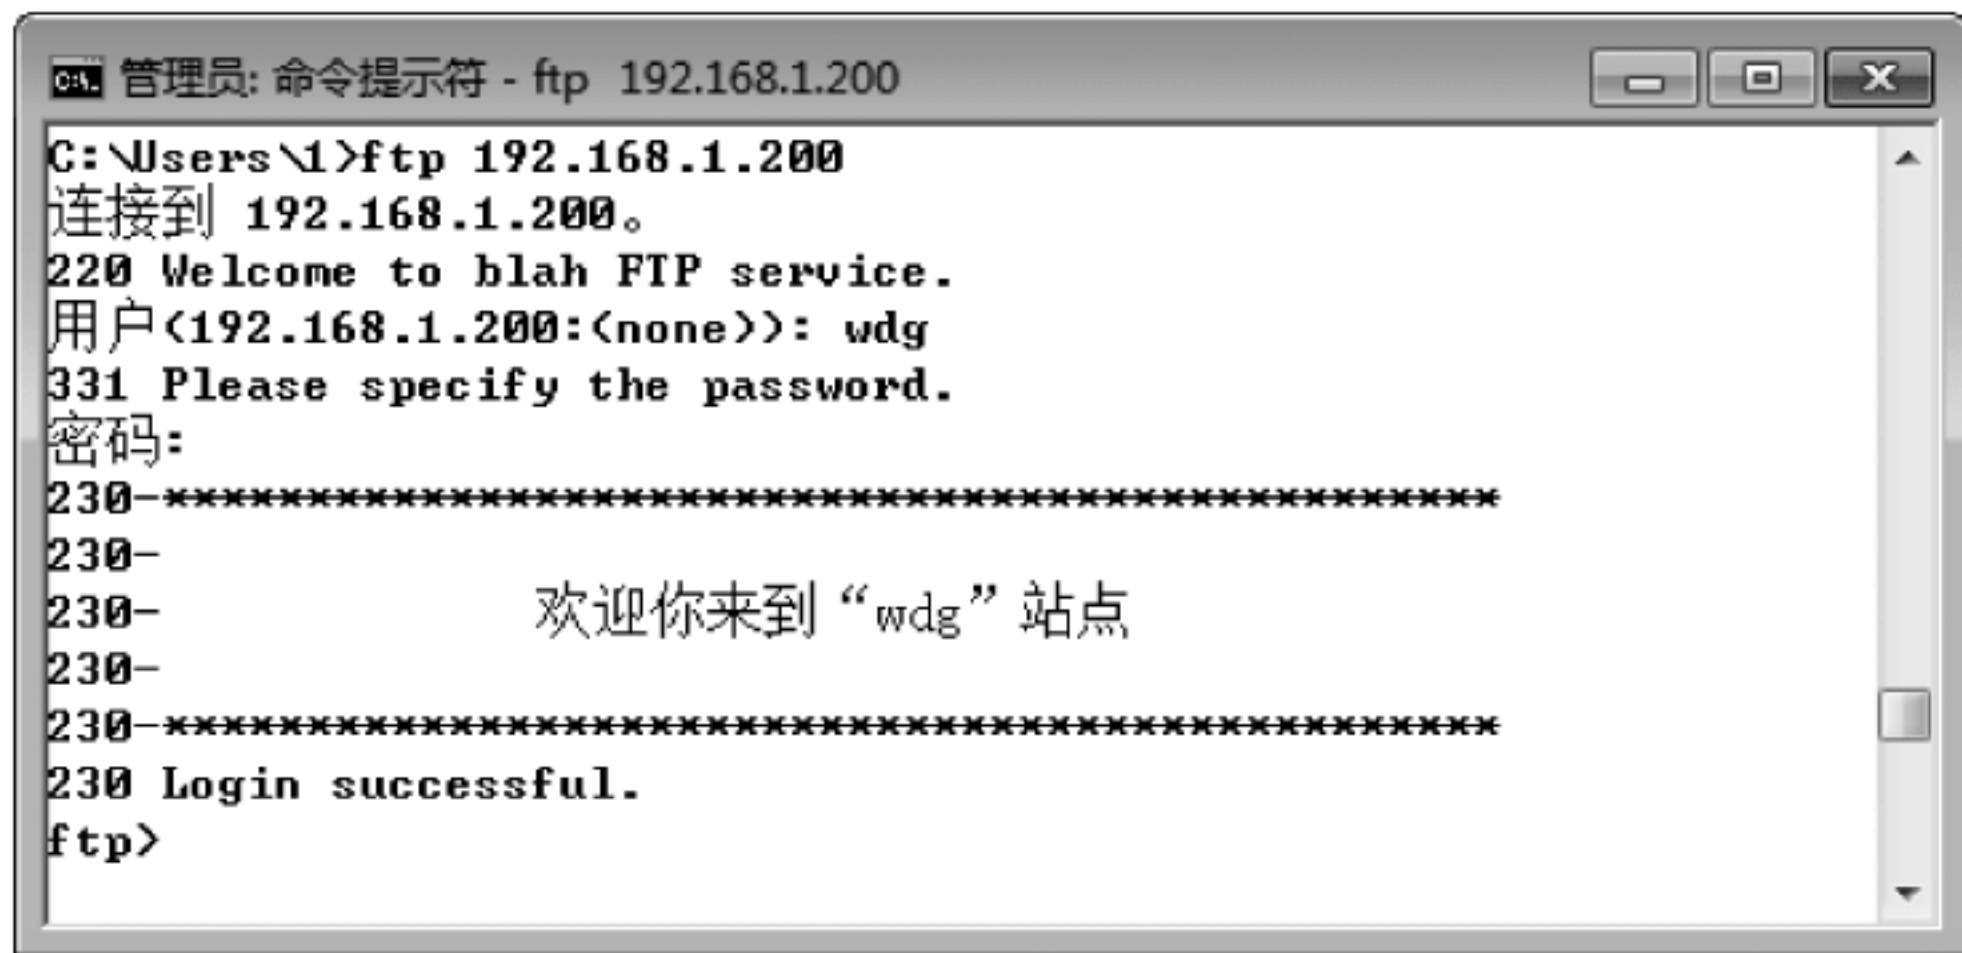 管理员: 命令提示符 - ftp 192.168.1.200
C:\Users\1>ftp 192.168.1.200
连接到 192.168.1.200。
220 Welcome to blah FTP service.
用户(192.168.1.200:(none)): wdg
331 Please specify the password.
密码:
230-***********************************************
230-
230- 欢迎你来到“wdg”站点
230-
230-***********************************************
230 Login successful.
ftp>